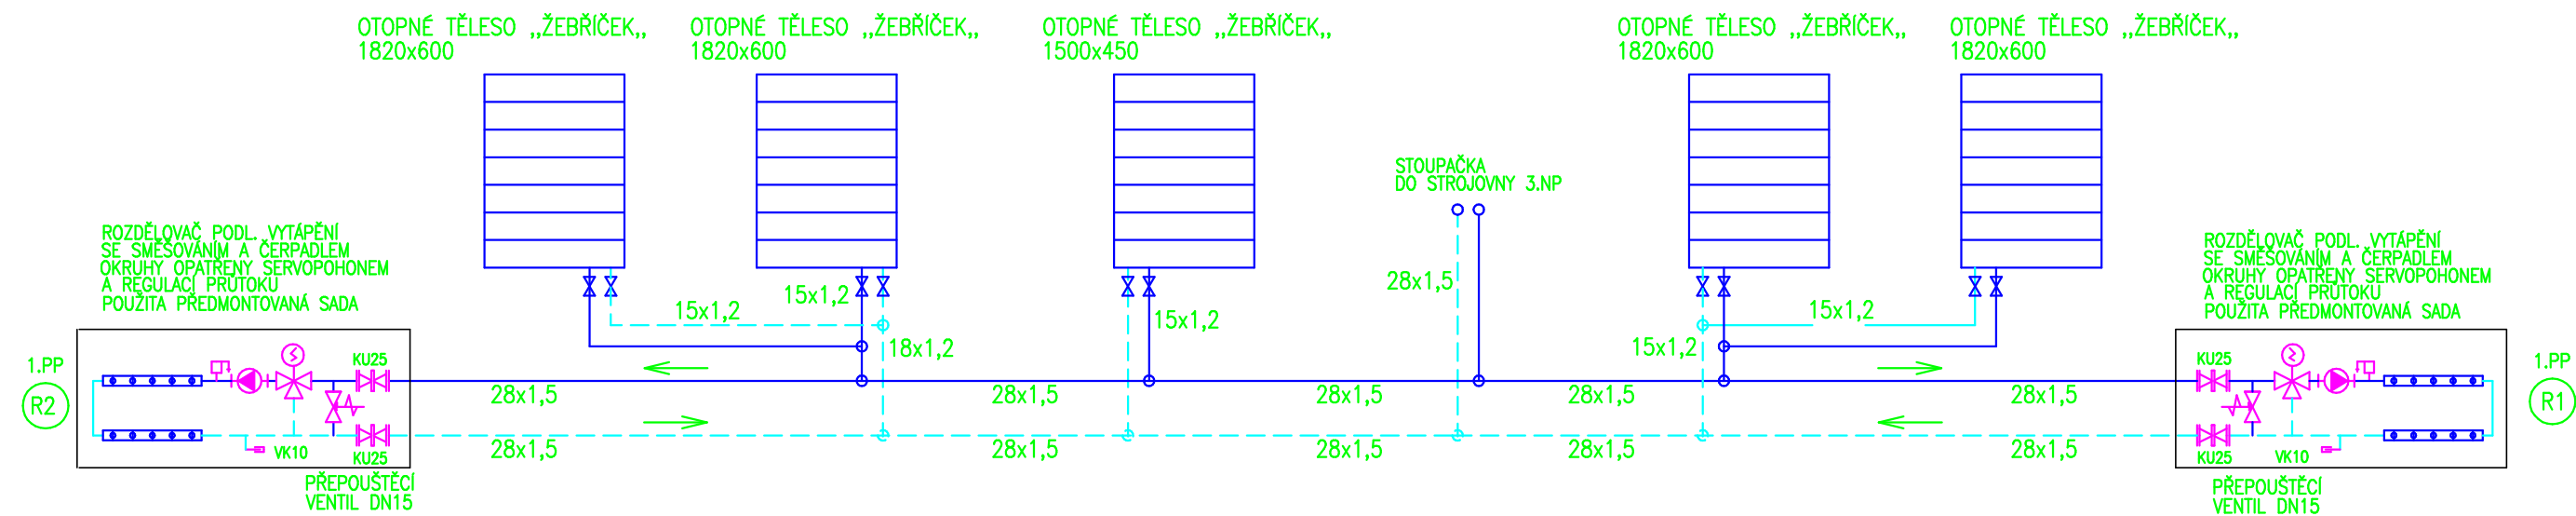 OTOPNÉ TĚLESO ,,ŽEBŘÍČEK,,
1820x600
OTOPNÉ TĚLESO ,,ŽEBŘÍČEK,,
1820x600
OTOPNÉ TĚLESO ,,ŽEBŘÍČEK,,
1500x450
OTOPNÉ TĚLESO ,,ŽEBŘÍČEK,,
1820x600
OTOPNÉ TĚLESO ,,ŽEBŘÍČEK,,
1820x600
STOUPAČKA
DO STROJOVNY 3.NP
ROZDĚLOVAČ PODL. VYTÁPĚNÍ
SE SMĚŠOVÁNÍM A ČERPADLEM
OKRUHY OPATŘENY SERVOPOHONEM
A REGULACÍ PRŮTOKU
POUŽITA PŘEDMONTOVANÁ SADA
ROZDĚLOVAČ PODL. VYTÁPĚNÍ
SE SMĚŠOVÁNÍM A ČERPADLEM
OKRUHY OPATŘENY SERVOPOHONEM
A REGULACÍ PRŮTOKU
POUŽITA PŘEDMONTOVANÁ SADA
15x1,2
15x1,2
18x1,2
15x1,2
28x1,5
15x1,2
15x1,2
1.PP
R2
KU25
VK10
KU25
PŘEPOUŠTĚCÍ
VENTIL DN15
28x1,5
28x1,5
28x1,5
28x1,5
28x1,5
28x1,5
28x1,5
28x1,5
28x1,5
28x1,5
KU25
KU25
VK10
1.PP
R1
PŘEPOUŠTĚCÍ
VENTIL DN15